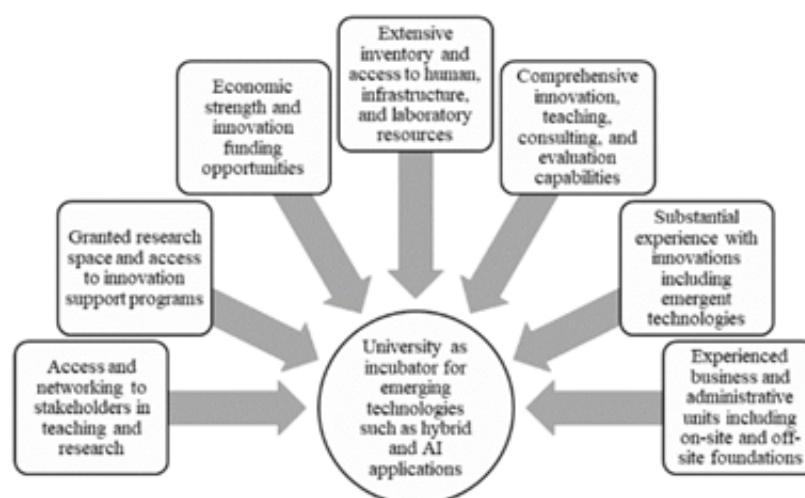 Access and
networking to
stakeholders in
teaching and
research
Granted research
space and access
to innovation
support programs
Economic
strength and
innovation
funding
opportunities
Extensive
inventory and
access to human,
infrastructure,
and laboratory
resources
Comprehensive
innovation,
teaching,
consulting, and
evaluation
capabilities
Substantial
experience with
innovations
including
emergent
technologies
Experienced
business and
administrative
units including
on-site and off-
site foundations
University as
incubator for
emerging
technologies
such as hybrid
and AI
applications